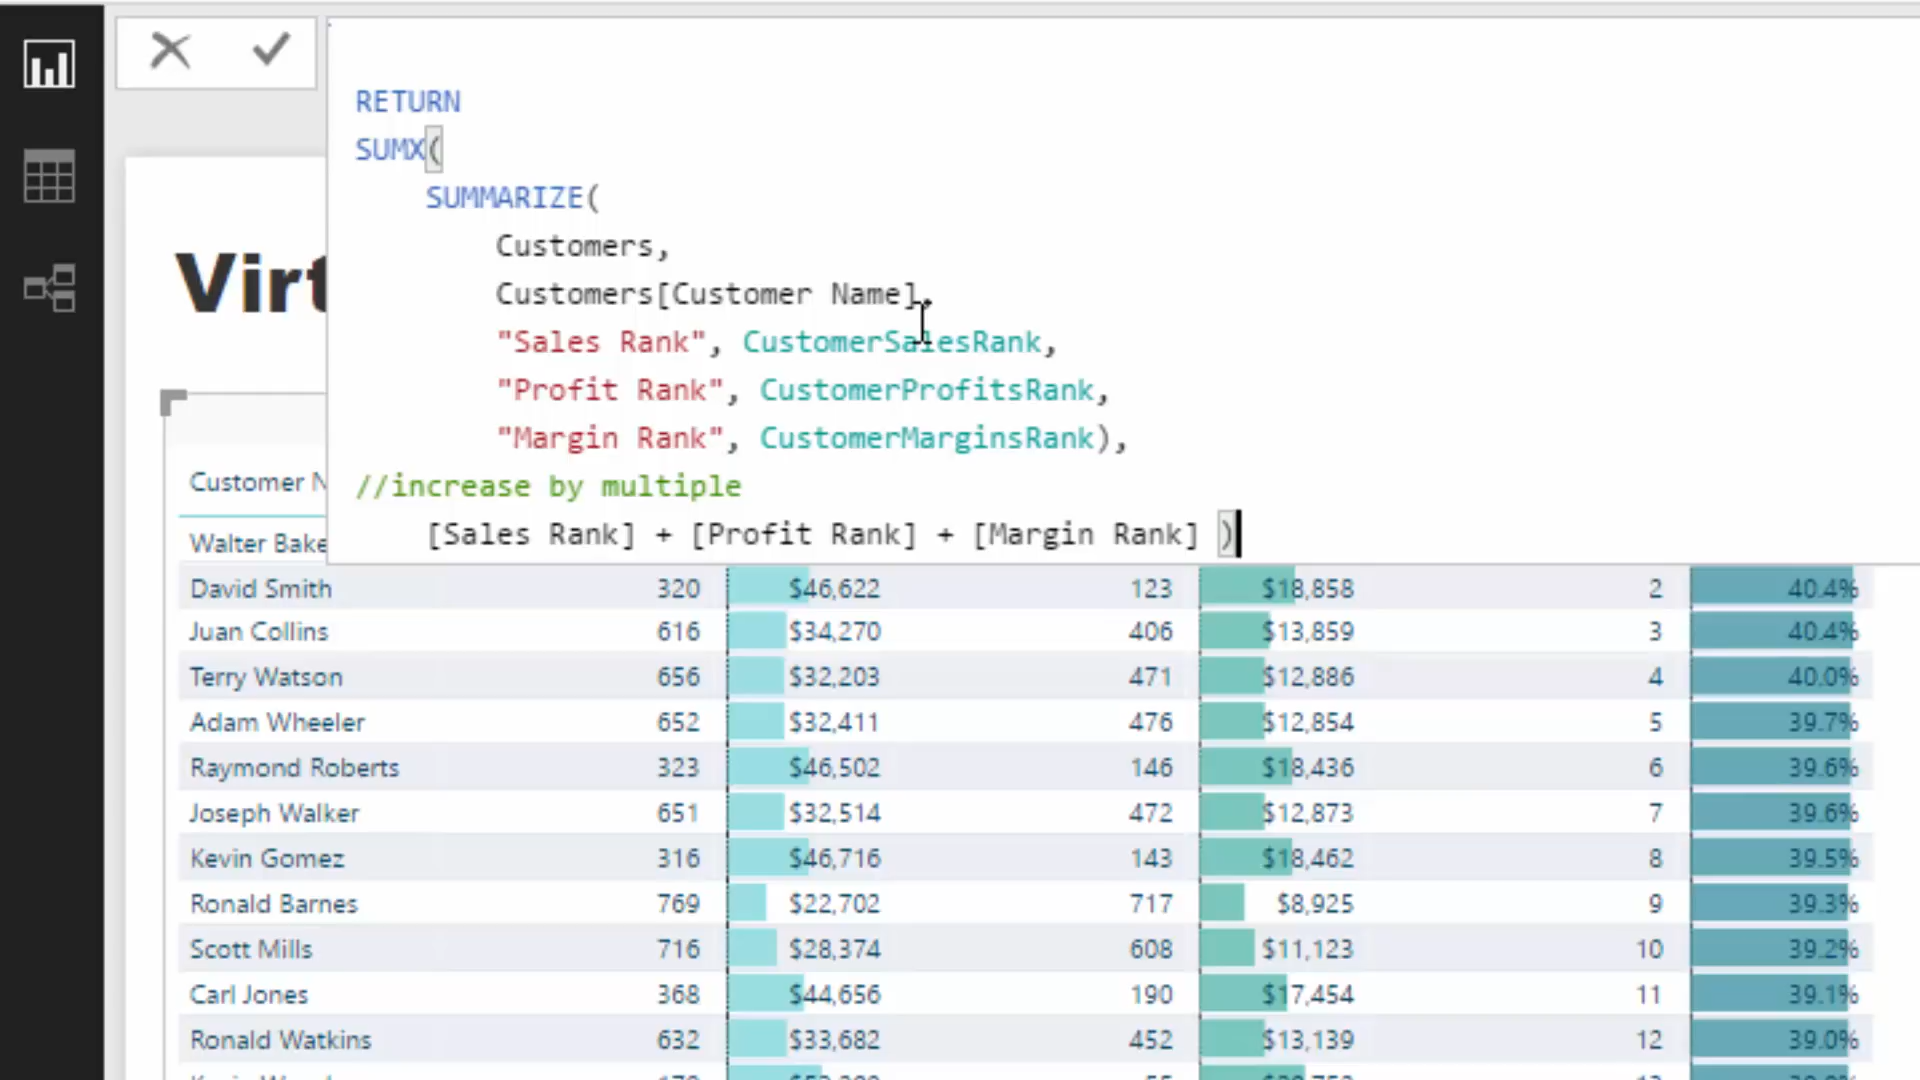 RETURN
SUMX(
SUMMARIZE(
Customers,
Customers[Customer Name],
"Sales Rank", CustomerSalesRank,
"Profit Rank", CustomerProfitsRank,
"Margin Rank", CustomerMarginsRank),
//increase by multiple
[Sales Rank] + [Profit Rank] + [Margin Rank] )
Virt
Customer N
Walter Bake
David Smith 320 $46,622 123 $18,858 2 40.4%
Juan Collins 616 $34,270 406 $13,859 3 40.4%
Terry Watson 656 $32,203 471 $12,886 4 40.0%
Adam Wheeler 652 $32,411 476 $12,854 5 39.7%
Raymond Roberts 323 $46,502 146 $18,436 6 39.6%
Joseph Walker 651 $32,514 472 $12,873 7 39.6%
Kevin Gomez 316 $46,716 143 $18,462 8 39.5%
Ronald Barnes 769 $22,702 717 $8,925 9 39.3%
Scott Mills 716 $28,374 608 $11,123 10 39.2%
Carl Jones 368 $44,656 190 $17,454 11 39.1%
Ronald Watkins 632 $33,682 452 $13,139 12 39.0%